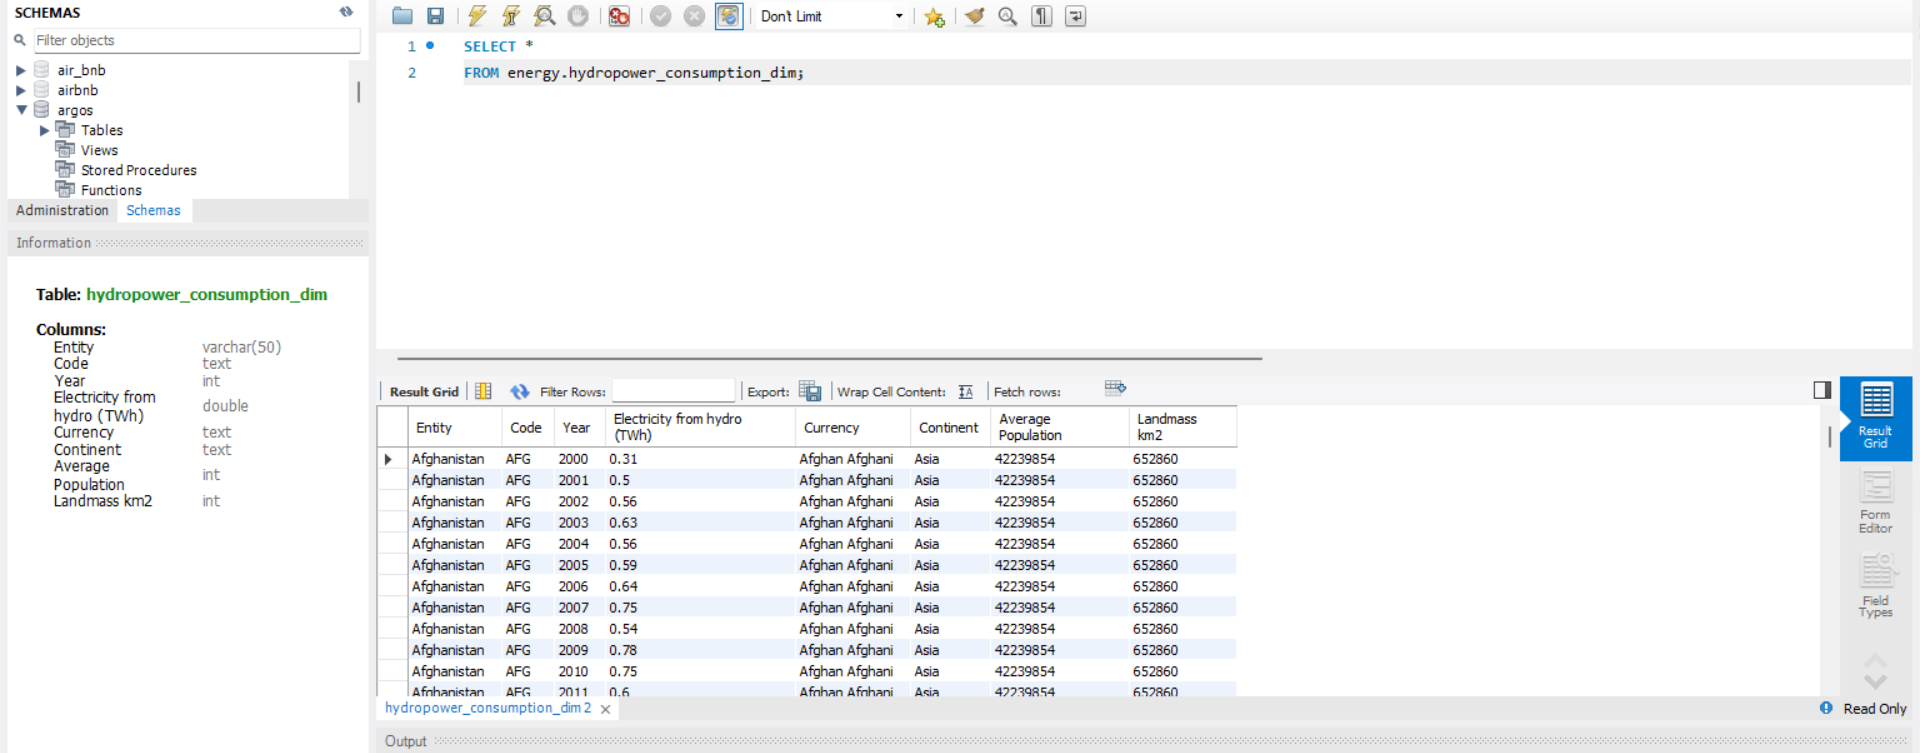 SCHEMAS
Filter objects
air_bnb
airbnb
argos
Tables
Views
Stored Procedures
Functions
Administration Schemas
Information
Table: hydropower_consumption_dim
Columns:
Entity varchar(50)
Code text
Year int
Electricity from
hydro (TWh) double
Currency text
Continent text
Average
Population int
Landmass km2 int
Don't Limit
1 SELECT *
2 FROM energy.hydropower_consumption_dim;
Result Grid Filter Rows: Export: Wrap Cell Content: Fetch rows:
Entity Code Year Electricity from hydro (TWh) Currency Continent Average Population Landmass km2
Afghanistan AFG 2000 0.31 Afghan Afghani Asia 42239854 652860
Afghanistan AFG 2001 0.5 Afghan Afghani Asia 42239854 652860
Afghanistan AFG 2002 0.56 Afghan Afghani Asia 42239854 652860
Afghanistan AFG 2003 0.63 Afghan Afghani Asia 42239854 652860
Afghanistan AFG 2004 0.56 Afghan Afghani Asia 42239854 652860
Afghanistan AFG 2005 0.59 Afghan Afghani Asia 42239854 652860
Afghanistan AFG 2006 0.64 Afghan Afghani Asia 42239854 652860
Afghanistan AFG 2007 0.75 Afghan Afghani Asia 42239854 652860
Afghanistan AFG 2008 0.54 Afghan Afghani Asia 42239854 652860
Afghanistan AFG 2009 0.78 Afghan Afghani Asia 42239854 652860
Afghanistan AFG 2010 0.75 Afghan Afghani Asia 42239854 652860
Afghanistan AFG 2011 0.6 Afghan Afghani Asia 42239854 652860
Result
Grid
Form
Editor
Field
Types
hydropower_consumption_dim 2
Read Only
Output